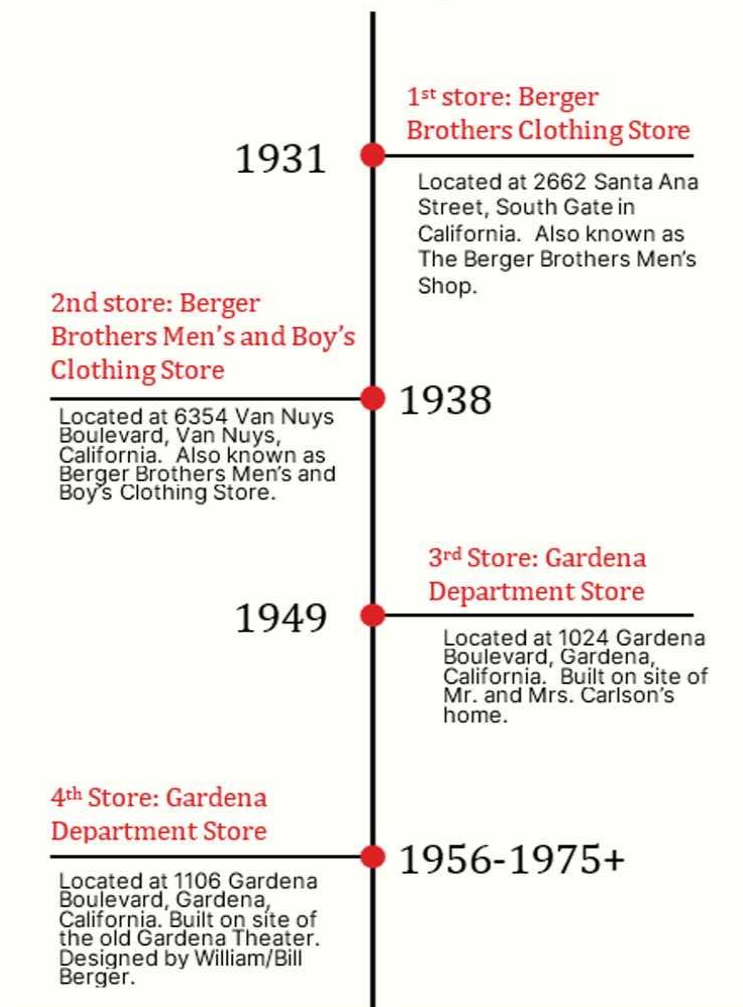 1st store: Berger
Brothers Clothing Store
1931
Located at 2662 Santa Ana
Street, South Gate in
California.  Also known as
The Berger Brothers Men's
Shop.
2nd store: Berger
Brothers Men's and Boy's
Clothing Store
1938
Located at 6354 Van Nuys
Boulevard, Van Nuys,
California.  Also known as
Berger Brothers Men's and
Boy's Clothing Store.
3rd Store: Gardena
Department Store
1949
Located at 1024 Gardena
Boulevard, Gardena,
California.  Built on site of
Mr. and Mrs. Carlson's
home.
4th Store: Gardena
Department Store
1956-1975+
Located at 1106 Gardena
Boulevard, Gardena,
California. Built on site of
the old Gardena Theater.
Designed by William/Bill
Berger.